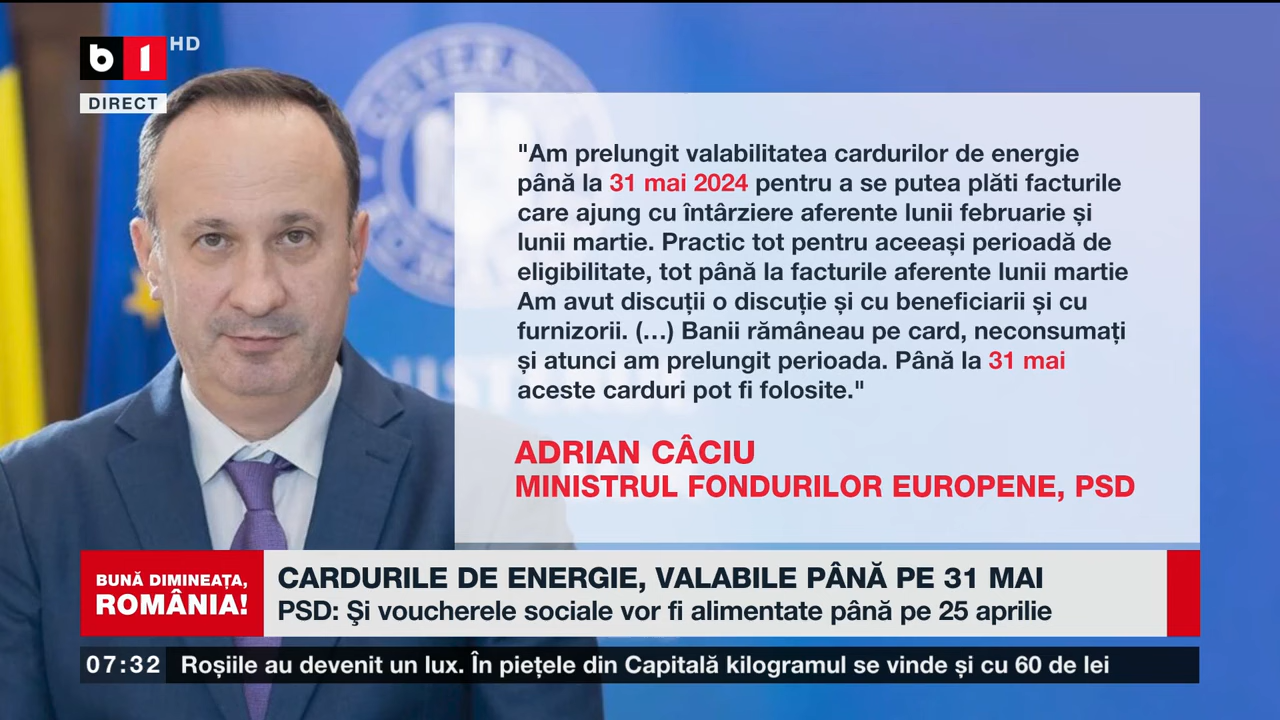 b1 HD
DIRECT
"Am prelungit valabilitatea cardurilor de energie
până la 31 mai 2024 pentru a se putea plăti facturile
care ajung cu întârziere aferente lunii februarie și
lunii martie. Practic tot pentru aceeași perioadă de
eligibilitate, tot până la facturile aferente lunii martie
Am avut discuții o discuție și cu beneficiarii și cu
furnizorii. (...) Banii rămâneau pe card, neconsumați
și atunci am prelungit perioada. Până la 31 mai
aceste carduri pot fi folosite."
ADRIAN CÂCIU
MINISTRUL FONDURILOR EUROPENE, PSD
BUNĂ DIMINEAȚA,
ROMÂNIA!
CARDURILE DE ENERGIE, VALABILE PÂNĂ PE 31 MAI
PSD: Şi voucherele sociale vor fi alimentate până pe 25 aprilie
07:32 Roșiile au devenit un lux. În piețele din Capitală kilogramul se vinde și cu 60 de lei